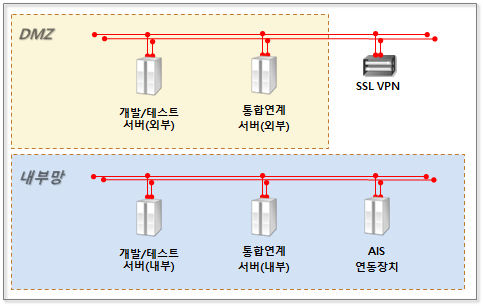 DMZ
개발/테스트
서버(외부)
통합연계
서버(외부)
SSL VPN
내부망
개발/테스트
서버(내부)
통합연계
서버(내부)
AIS
연동장치